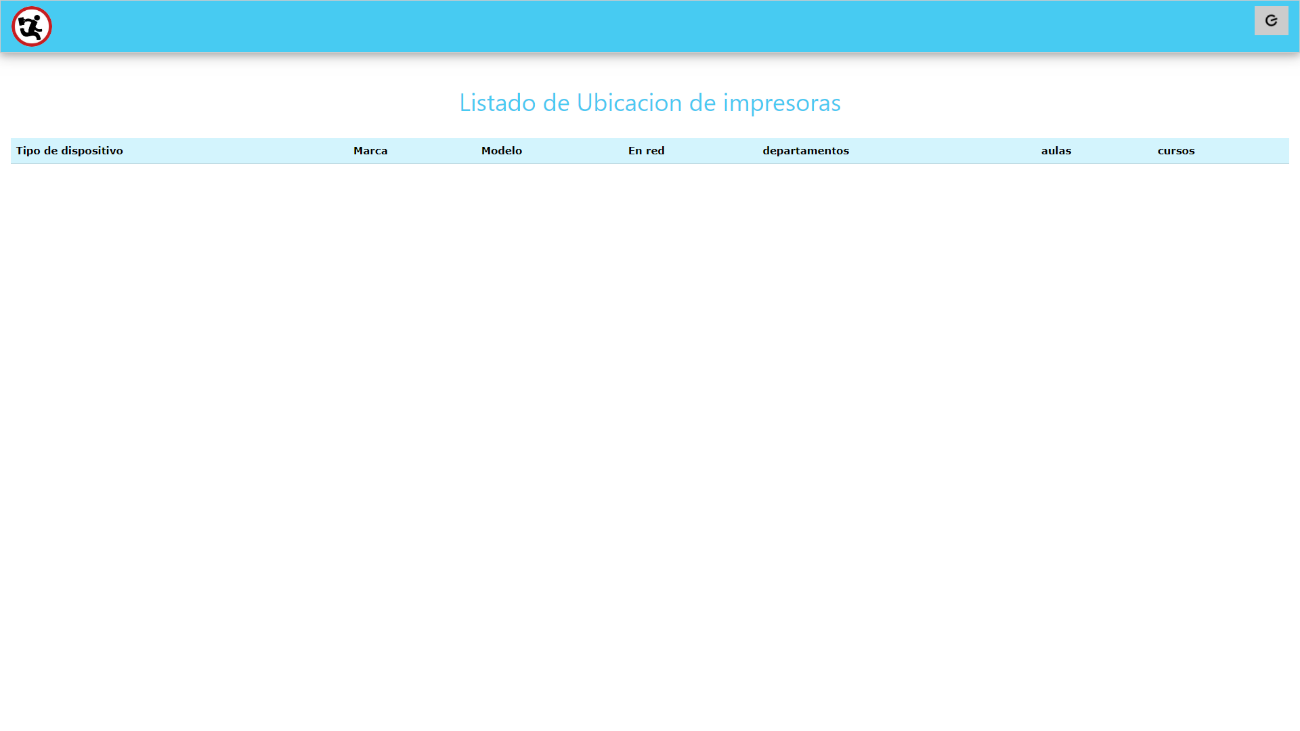 Listado de Ubicacion de impresoras
Tipo de dispositivo Marca Modelo En red departamentos aulas cursos